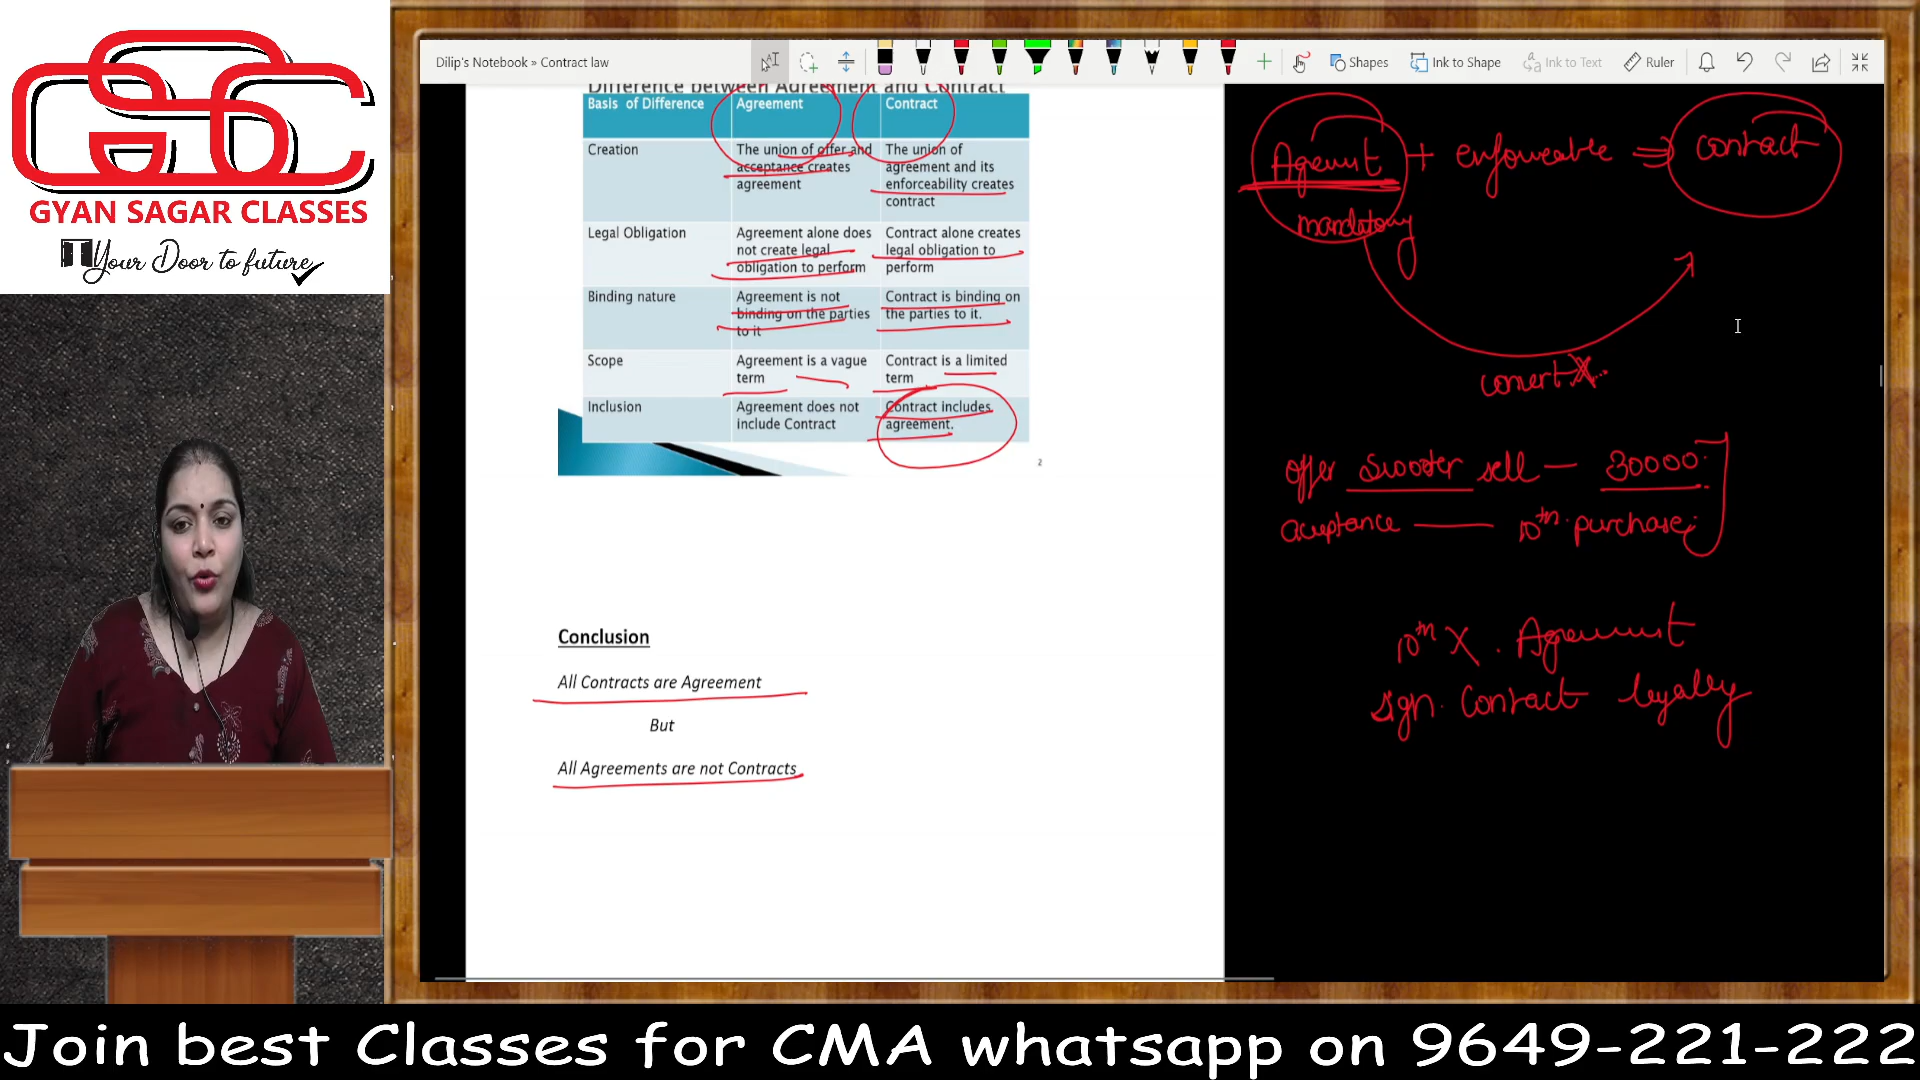 GSC
GYAN SAGAR CLASSES
Your Door to future
Dilip's Notebook » Contract law
Shapes
Ink to Shape
Ink to Text
Ruler
Difference between Agreement and Contract
Basis of Difference Agreement Contract
Creation
The union of offer and
acceptance creates
agreement
The union of
agreement and its
enforceability creates
contract
Legal Obligation
Agreement alone does
not create legal
obligation to perform
Contract alone creates
legal obligation to
perform
Binding nature
Agreement is not
binding on the parties
to it
Contract is binding on
the parties to it.
Scope
Agreement is a vague
term
Contract is a limited
term
Inclusion
Agreement does not
include Contract
Contract includes
agreement.
2
Conclusion
All Contracts are Agreement
But
All Agreements are not Contracts
+ enforceable ⇒ contract
mandatory
offer Scooter sell — 30000
acceptance —— 10th purchase
10th X. Agreement
sign. Contract legally
Join best Classes for CMA whatsapp on 9649-221-222